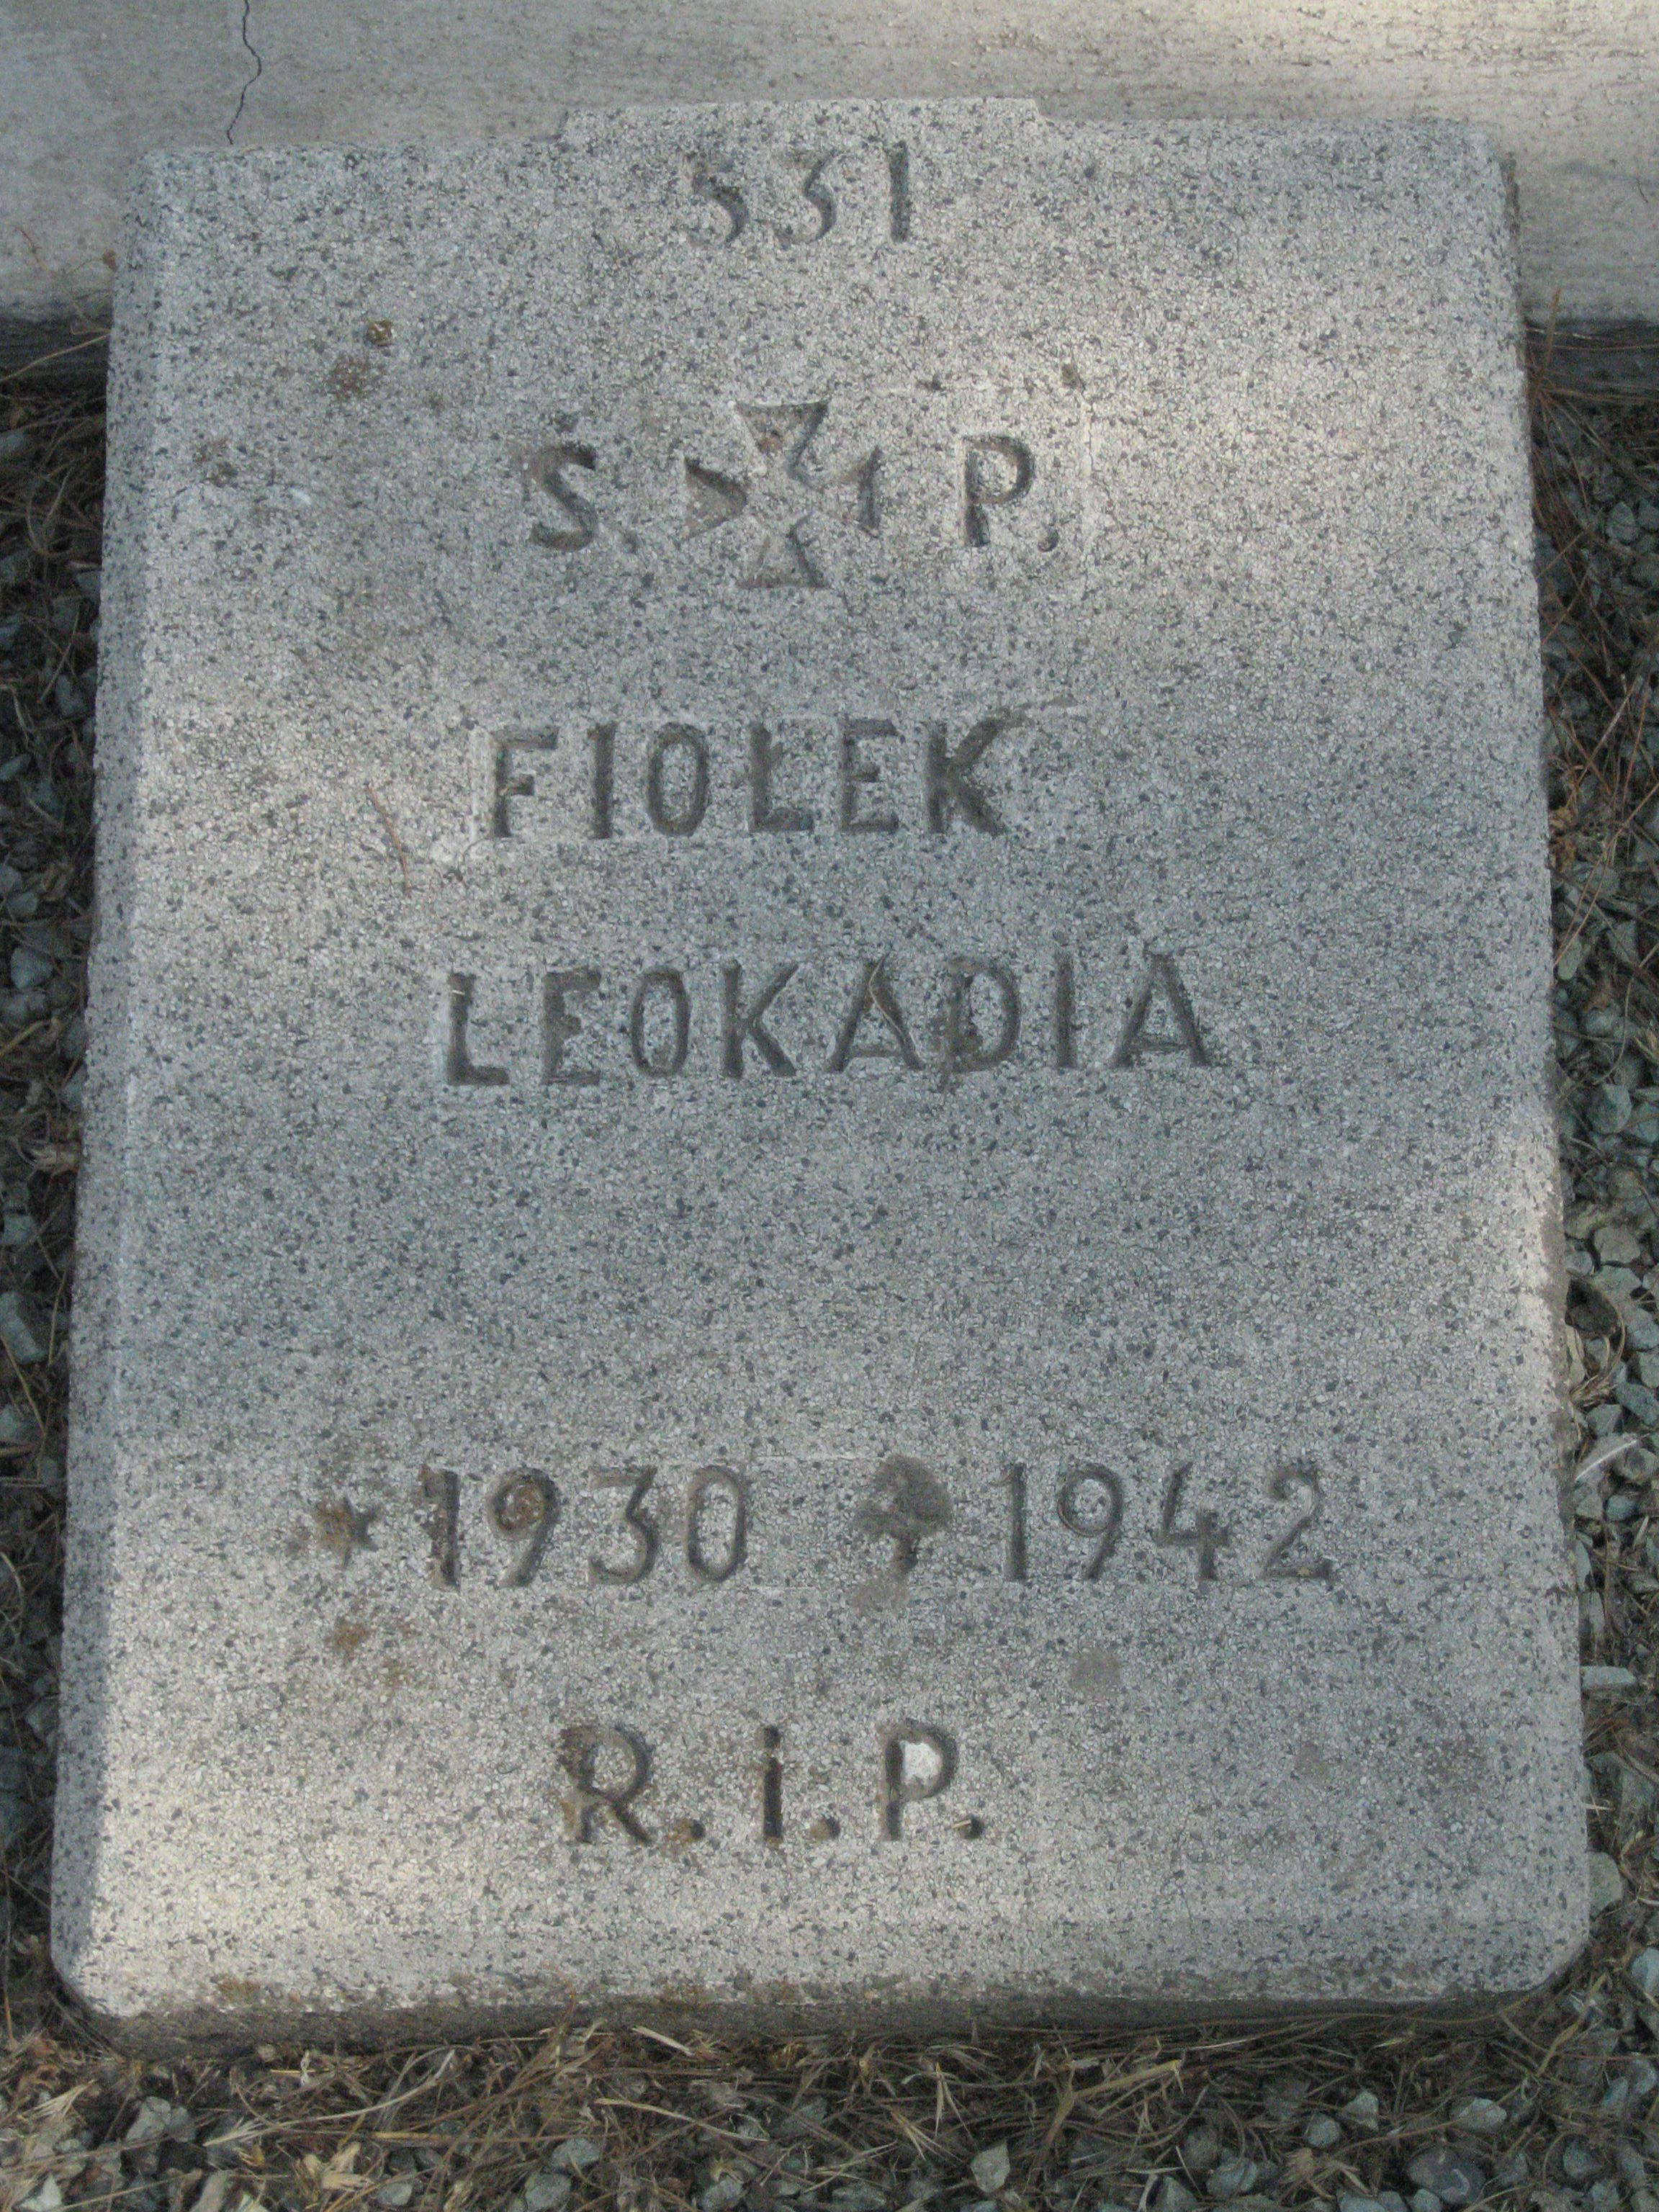 531
S. P.
FIOŁEK
LEOKADIA
1930 1942
R.i.P.